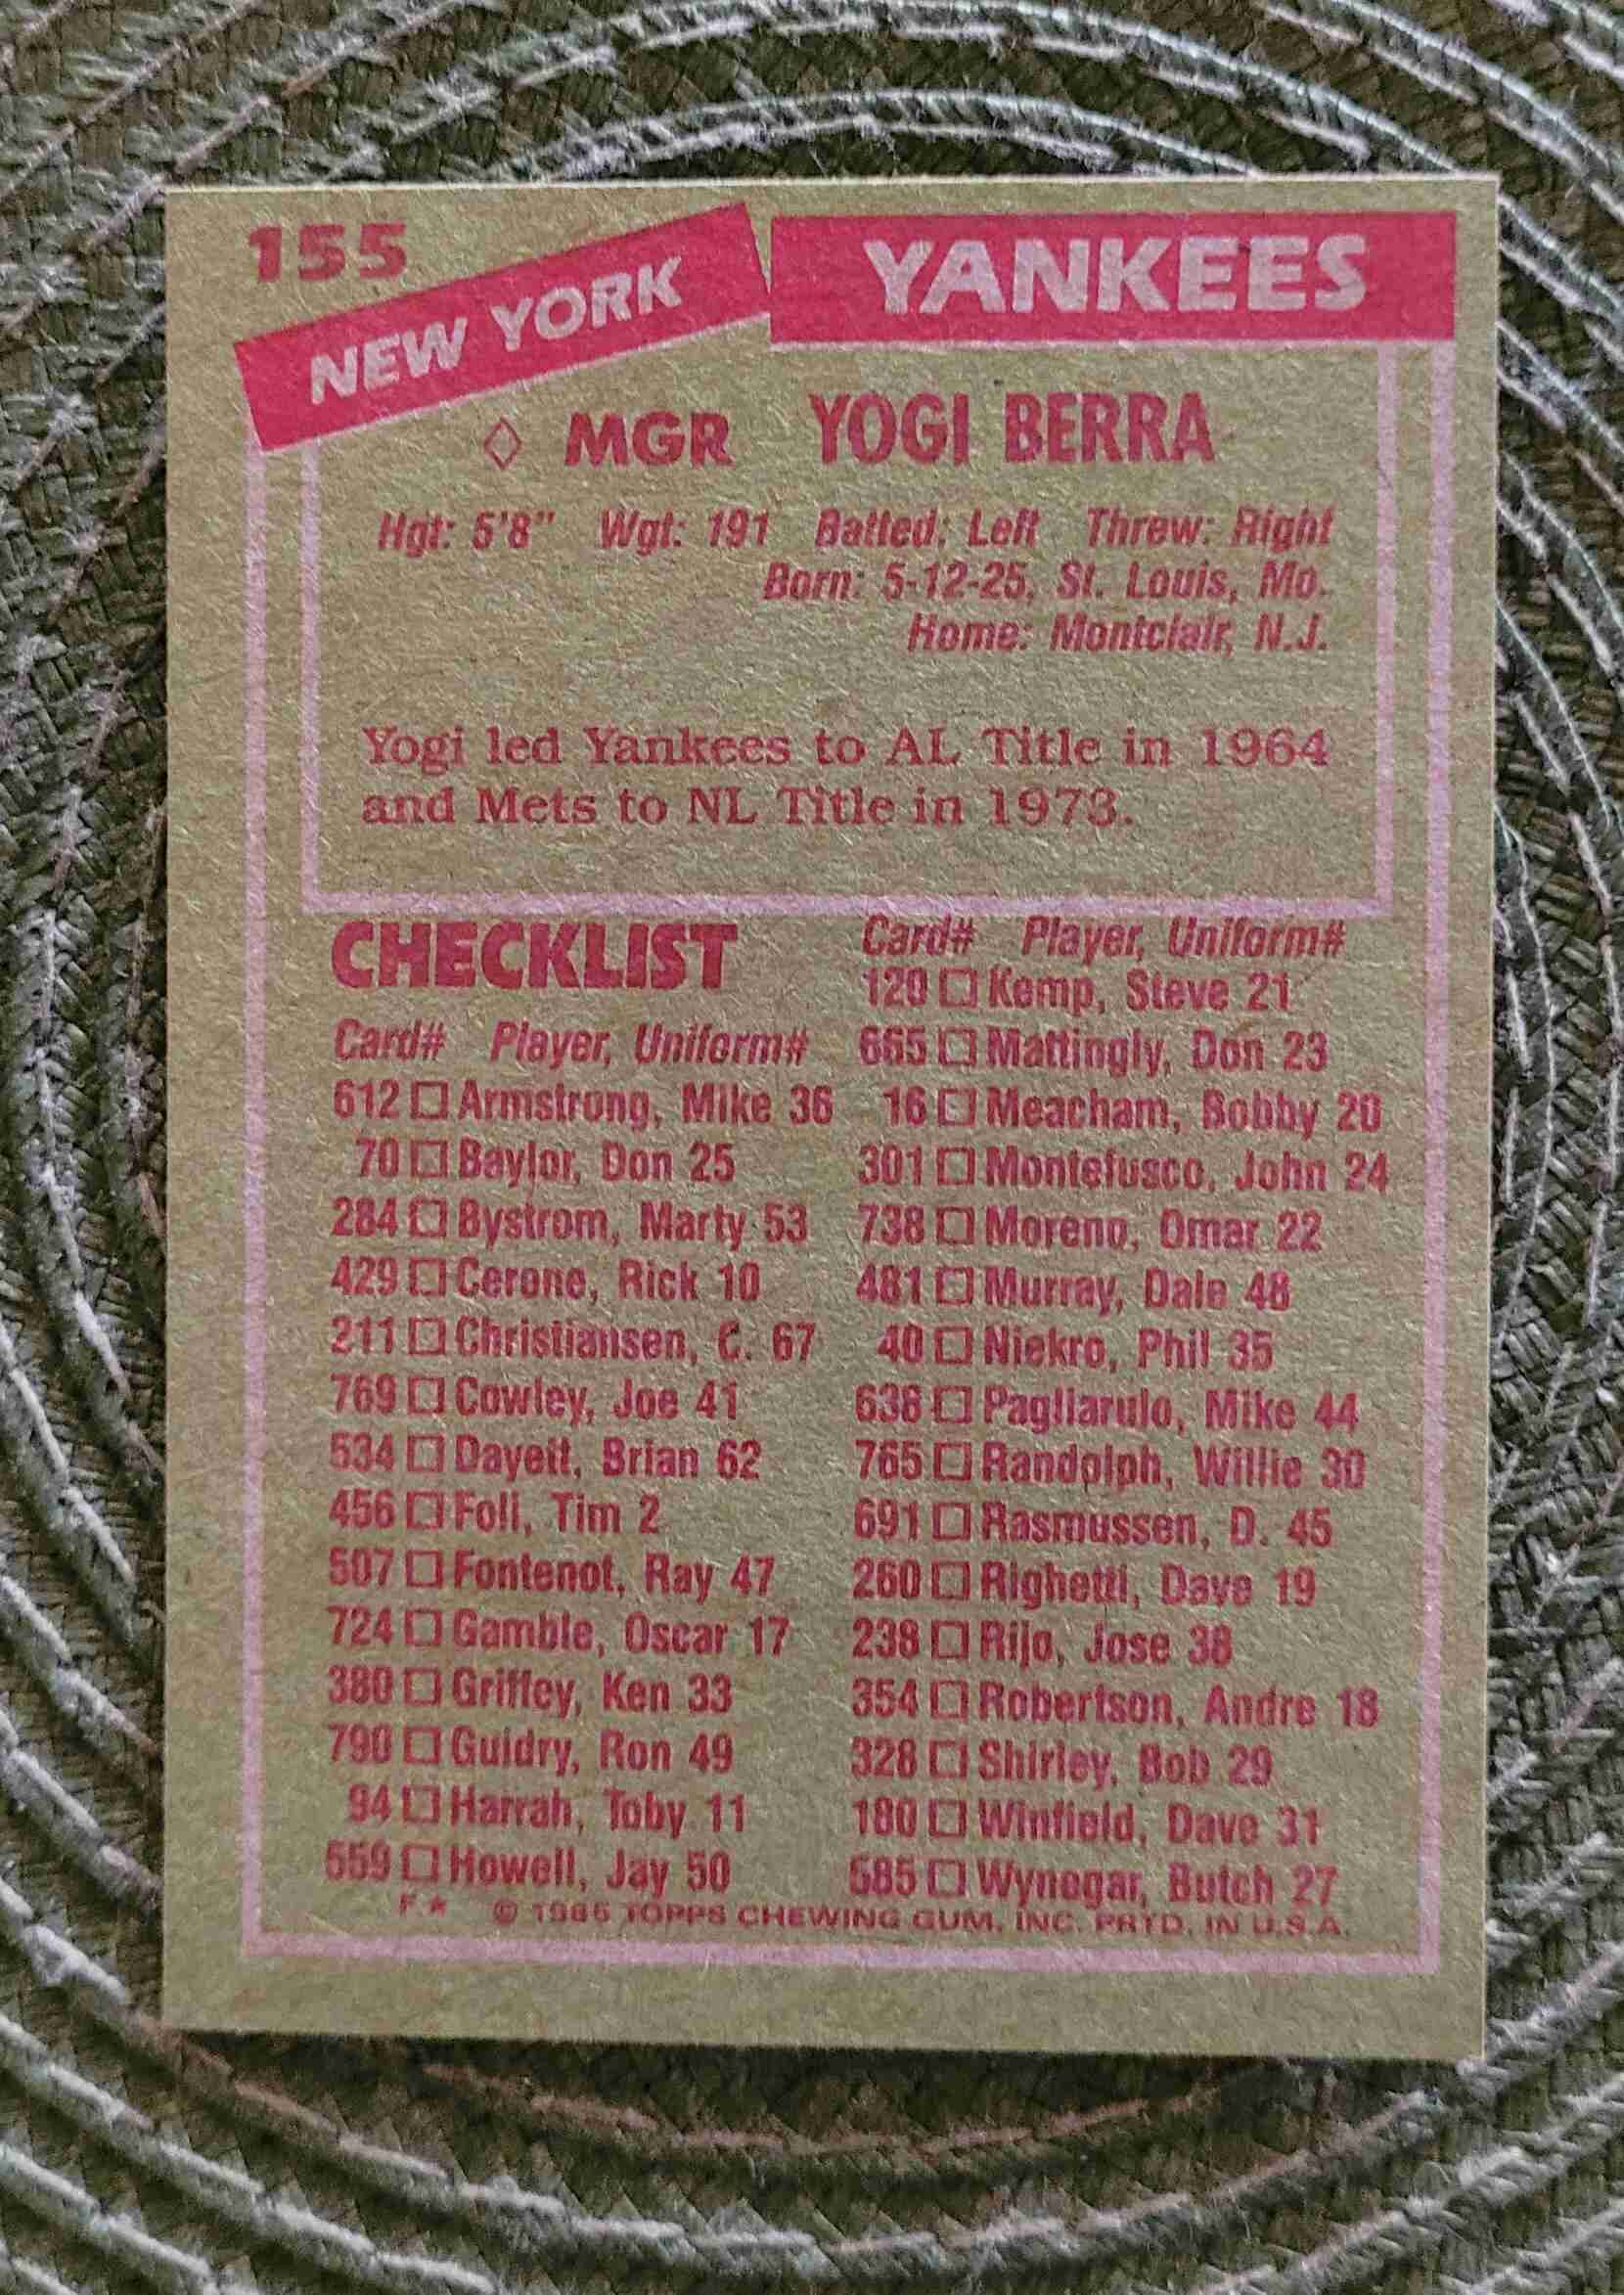 155
NEW YORK
YANKEES
◇ MGR YOGI BERRA
Hgt: 5'8" Wgt: 191 Batted: Left Threw: Right
Born: 5-12-25, St. Louis, Mo.
Home: Montclair, N.J.
Yogi led Yankees to AL Title in 1964
and Mets to NL Title in 1973.
CHECKLIST
Card# Player, Uniform#
612 □ Armstrong, Mike 36
70 □ Baylor, Don 25
284 □ Bystrom, Marty 53
429 □ Cerone, Rick 10
211 □ Christiansen, C. 67
769 □ Cowley, Joe 41
534 □ Dayett, Brian 62
456 □ Foli, Tim 2
507 □ Fontenot, Ray 47
724 □ Gamble, Oscar 17
380 □ Griffey, Ken 33
790 □ Guidry, Ron 49
94 □ Harrah, Toby 11
559 □ Howell, Jay 50
Card# Player, Uniform#
120 □ Kemp, Steve 21
665 □ Mattingly, Don 23
16 □ Meacham, Bobby 20
301 □ Montefusco, John 24
738 □ Moreno, Omar 22
481 □ Murray, Dale 48
40 □ Niekro, Phil 35
638 □ Pagliarulo, Mike 44
765 □ Randolph, Willie 30
691 □ Rasmussen, D. 45
260 □ Righetti, Dave 19
238 □ Rijo, Jose 38
354 □ Robertson, Andre 18
328 □ Shirley, Bob 29
180 □ Winfield, Dave 31
585 □ Wynegar, Butch 27
F★ © 1985 TOPPS CHEWING GUM, INC. PRTD. IN U.S.A.